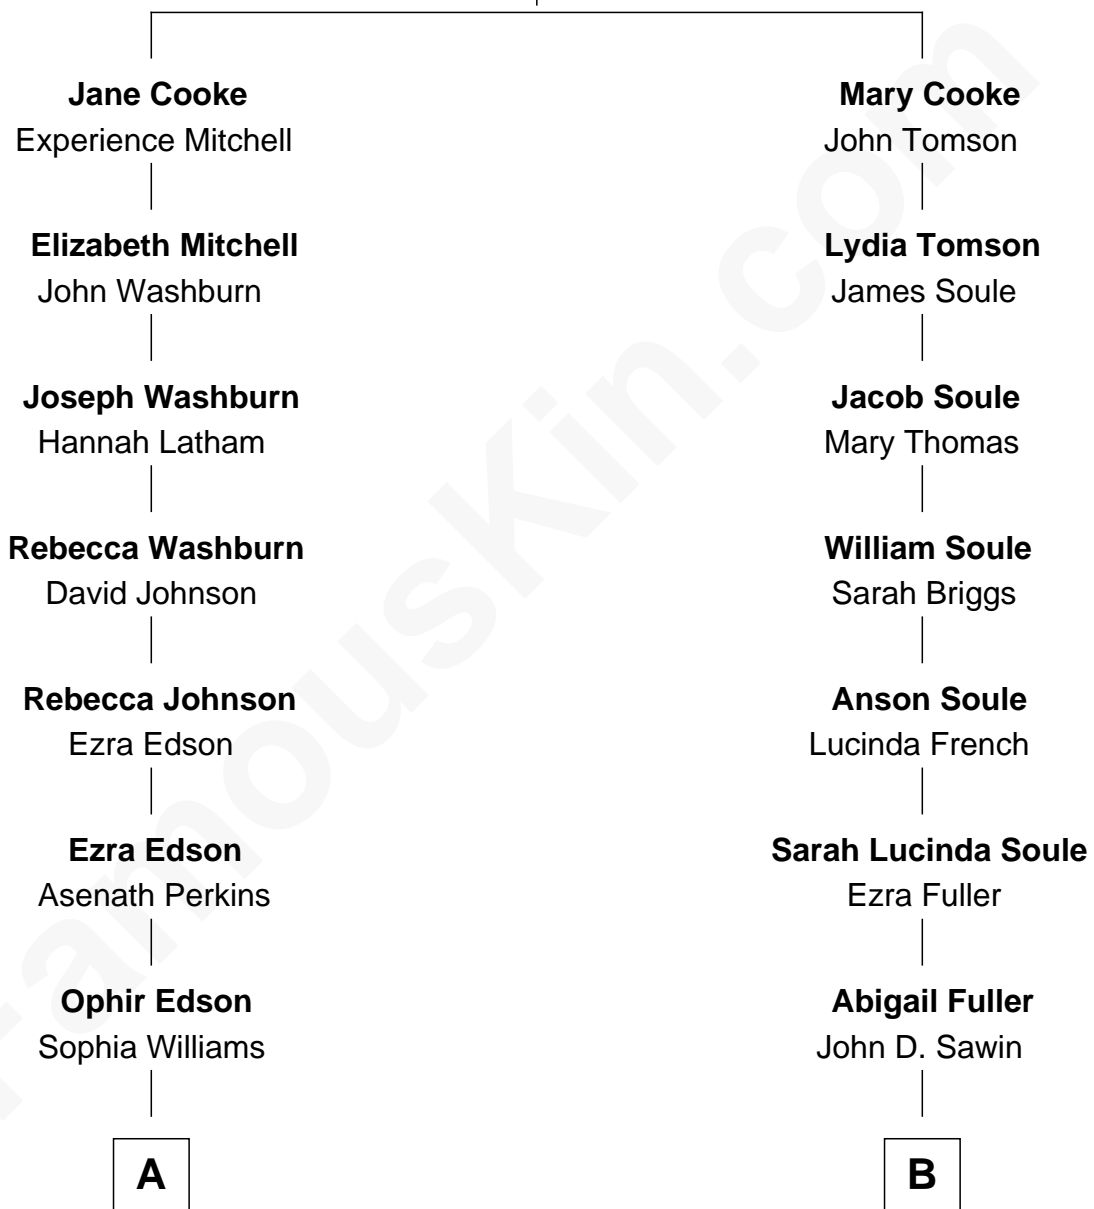 Jane Cooke
Experience Mitchell
Elizabeth Mitchell
John Washburn
Joseph Washburn
Hannah Latham
Rebecca Washburn
David Johnson
Rebecca Johnson
Ezra Edson
Ezra Edson
Asenath Perkins
Ophir Edson
Sophia Williams
A
Mary Cooke
John Tomson
Lydia Tomson
James Soule
Jacob Soule
Mary Thomas
William Soule
Sarah Briggs
Anson Soule
Lucinda French
Sarah Lucinda Soule
Ezra Fuller
Abigail Fuller
John D. Sawin
B
FamousKin.com